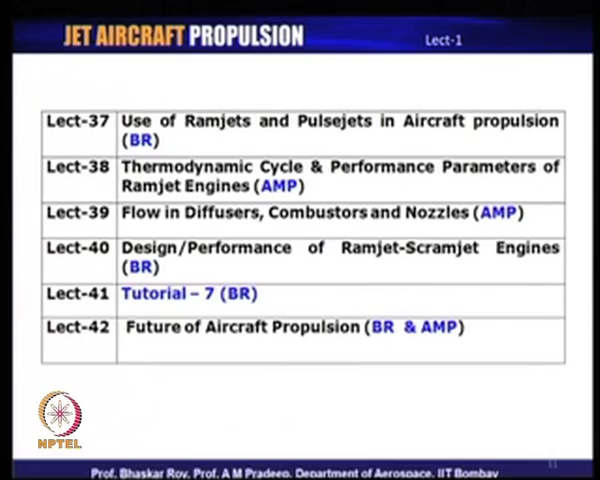 JET AIRCRAFT PROPULSION
Lect-1
Lect-37 Use of Ramjets and Pulsejets in Aircraft propulsion
(BR)
Lect-38 Thermodynamic Cycle & Performance Parameters of
Ramjet Engines (AMP)
Lect-39 Flow in Diffusers, Combustors and Nozzles (AMP)
Lect-40 Design/Performance of Ramjet-Scramjet Engines
(BR)
Lect-41 Tutorial – 7 (BR)
Lect-42 Future of Aircraft Propulsion (BR & AMP)
NPTEL
11
Prof. Bhaskar Roy, Prof. A M Pradeep, Department of Aerospace, IIT Bombay